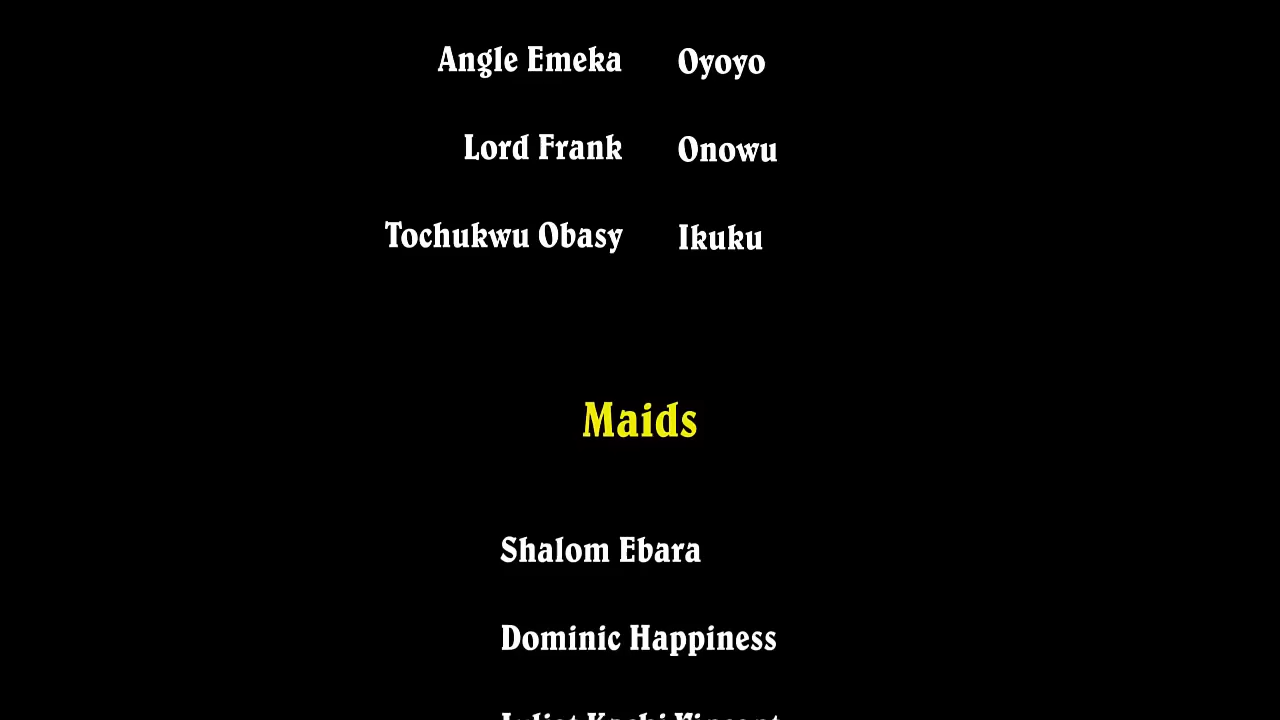 Angle Emeka Oyoyo
Lord Frank Onowu
Tochukwu Obasy Ikuku
Maids
Shalom Ebara
Dominic Happiness